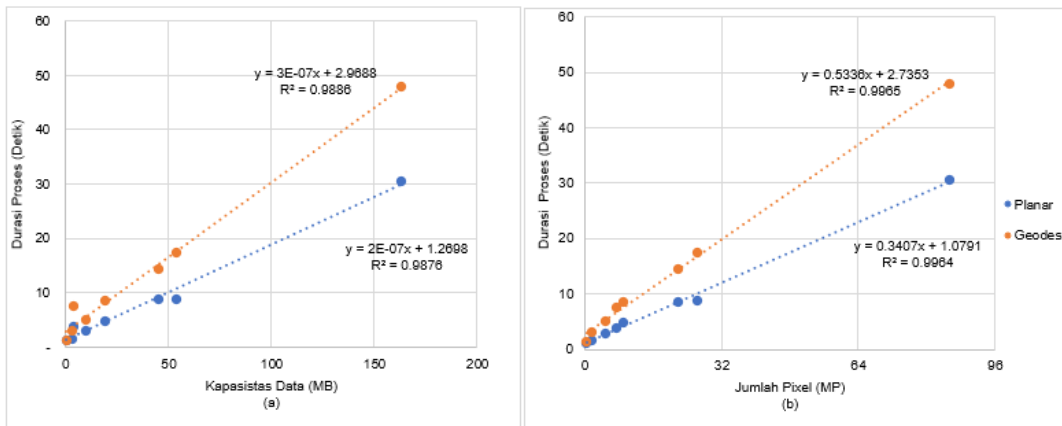 60
50
40
30
20
10
-
0
50
100
150
200
Durasi Proses (Detik)
Kapasistas Data (MB)
(a)
y = 3E-07x + 2.9688
R² = 0.9886
y = 2E-07x + 1.2698
R² = 0.9876
60
50
40
30
20
10
0
0
32
64
96
Durasi Proses (Detik)
Jumlah Pixel (MP)
(b)
y = 0.5336x + 2.7353
R² = 0.9965
y = 0.3407x + 1.0791
R² = 0.9964
Planar
Geodes